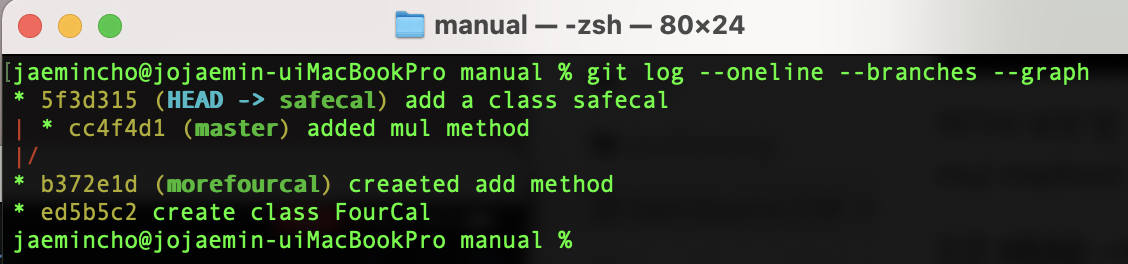 manual — -zsh — 80×24
[jaemincho@jojaemin-uiMacBookPro manual % git log --oneline --branches --graph
* 5f3d315 (HEAD -> safecal) add a class safecal
| * cc4f4d1 (master) added mul method
|/
* b372e1d (morefourcal) creaeted add method
* ed5b5c2 create class FourCal
jaemincho@jojaemin-uiMacBookPro manual %